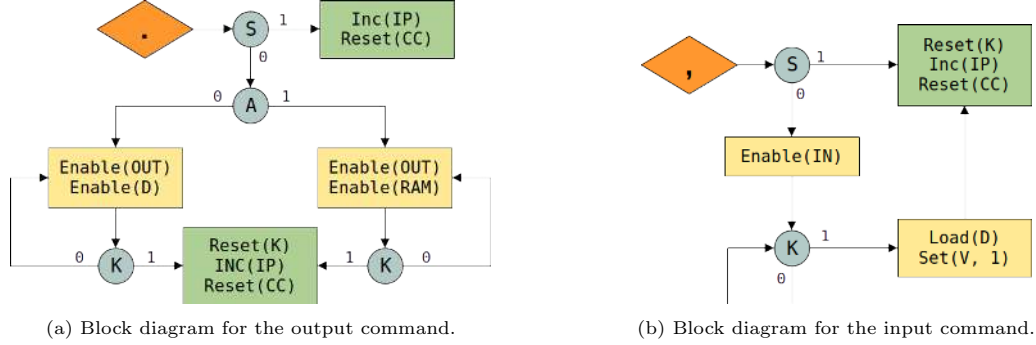 .
S
1
Inc(IP)
Reset(CC)
0
0
A
1
Enable(OUT)
Enable(D)
Enable(OUT)
Enable(RAM)
0
K
1
Reset(K)
INC(IP)
Reset(CC)
1
K
0
(a) Block diagram for the output command.
,
S
1
Reset(K)
Inc(IP)
Reset(CC)
0
Enable(IN)
K
1
Load(D)
Set(V, 1)
0
(b) Block diagram for the input command.